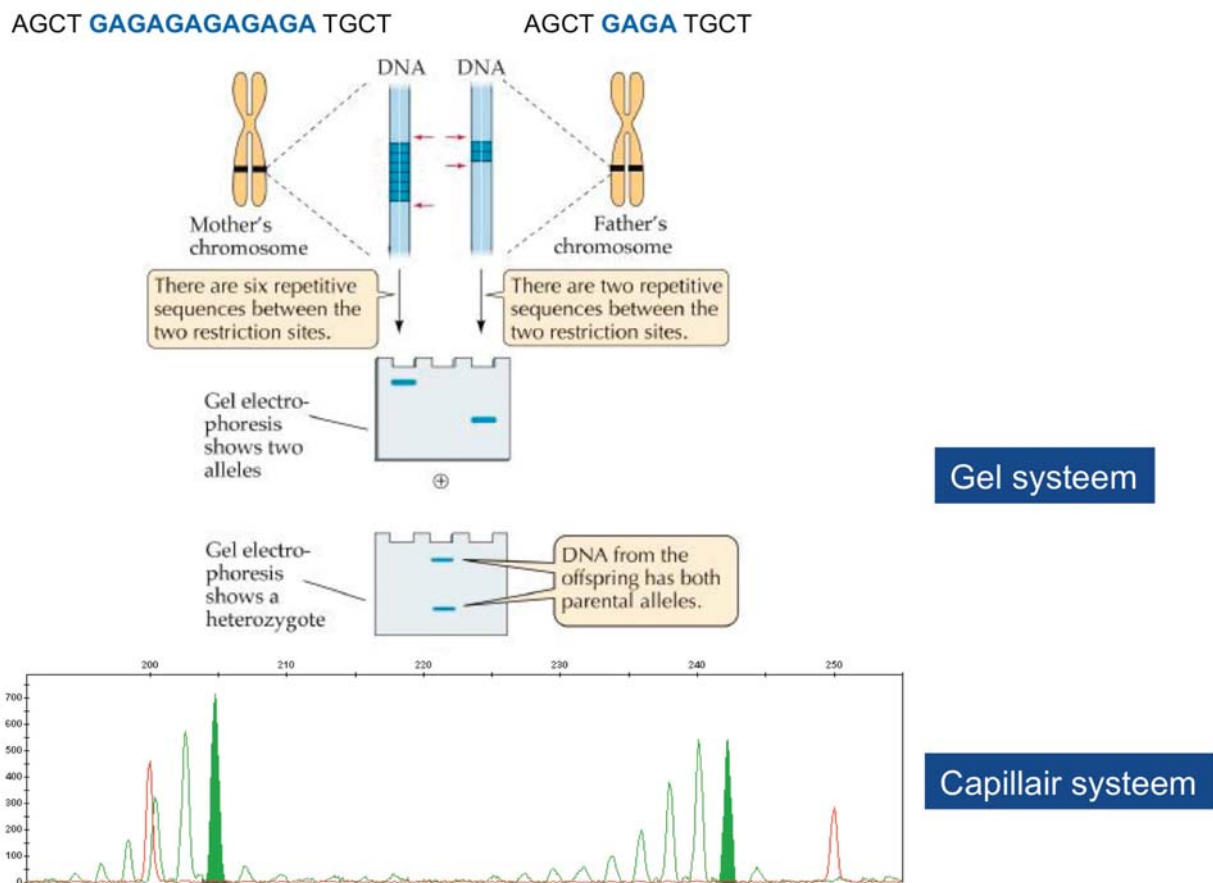 AGCT GAGAGAGAGAGA TGCT
AGCT GAGA TGCT
DNA
DNA
Mother's
chromosome
Father's
chromosome
There are six repetitive
sequences between the
two restriction sites.
There are two repetitive
sequences between the
two restriction sites.
Gel electro-
phoresis
shows two
alleles
⊕
Gel systeem
Gel electro-
phoresis
shows a
heterozygote
DNA from the
offspring has both
parental alleles.
200 210 220 230 240 250
700
600
500
400
300
200
100
0
Capillair systeem